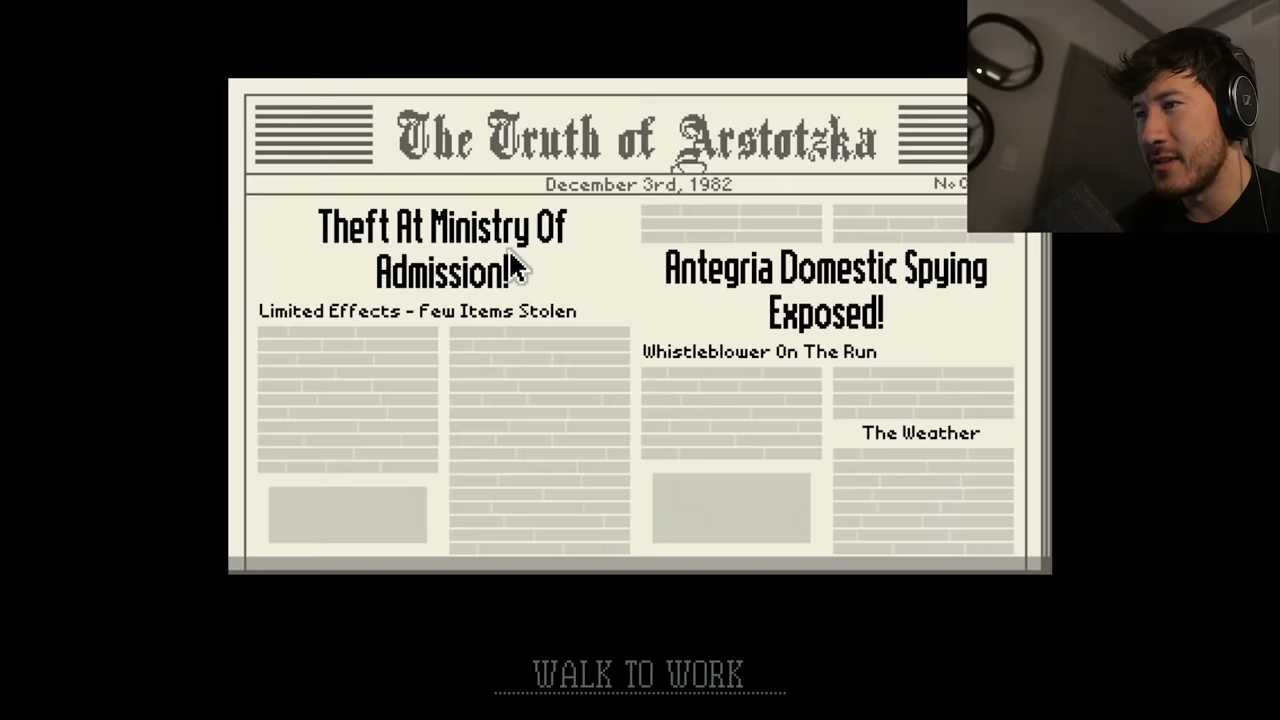 The Truth of Arstotzka
December 3rd, 1982
Theft At Ministry Of
Admission!
Limited Effects - Few Items Stolen
Antegria Domestic Spying
Exposed!
Whistleblower On The Run
The Weather
WALK TO WORK